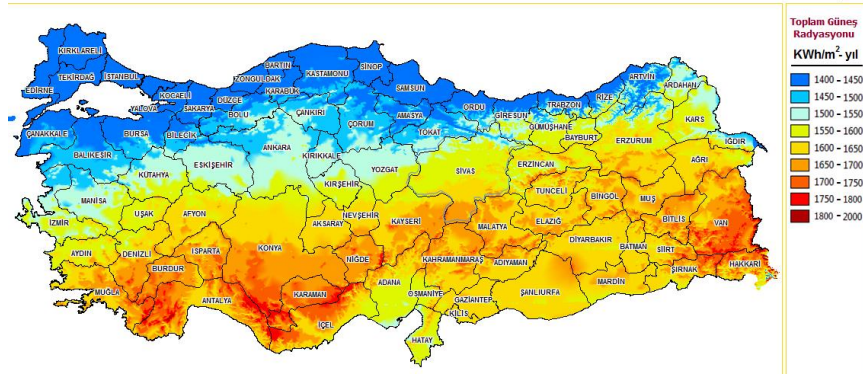 Toplam Güneş
Radyasyonu
KWh/m²- yıl
1400 - 1450
1450 - 1500
1500 - 1550
1550 - 1600
1600 - 1650
1650 - 1700
1700 - 1750
1750 - 1800
1800 - 2000
KIRKLARELİ
EDİRNE
TEKİRDAĞ
İSTANBUL
KOCAELİ
YALOVA
SAKARYA
DÜZCE
BOLU
ZONGULDAK
BARTIN
KARABÜK
KASTAMONU
SİNOP
SAMSUN
ORDU
GİRESUN
TRABZON
RİZE
ARTVİN
ARDAHAN
KARS
IĞDIR
ÇANAKKALE
BALIKEŞİR
BURSA
BİLECİK
KÜTAHYA
ESKİŞEHİR
ANKARA
ÇANKIRI
KIRIKKALE
ÇORUM
AMASYA
TOKAT
YOZGAT
KIRŞEHİR
SİVAS
GÜMÜŞHANE
BAYBURT
ERZİNCAN
ERZURUM
AĞRI
MANİSA
İZMİR
UŞAK
AFYON
AYDIN
DENİZLİ
MUĞLA
BURDUR
ISPARTA
ANTALYA
KONYA
AKSARAY
NEVŞEHİR
NİĞDE
KAYSERİ
KARAMAN
İÇEL
ADANA
OSMANİYE
HATAY
KİLİS
GAZİANTEP
KAHRAMANMARAŞ
MALATYA
ADIYAMAN
ŞANLIURFA
ELAZIĞ
TUNCELİ
BİNGÖL
MUŞ
BİTLİS
VAN
DİYARBAKIR
BATMAN
SİİRT
MARDİN
ŞIRNAK
HAKKARİ